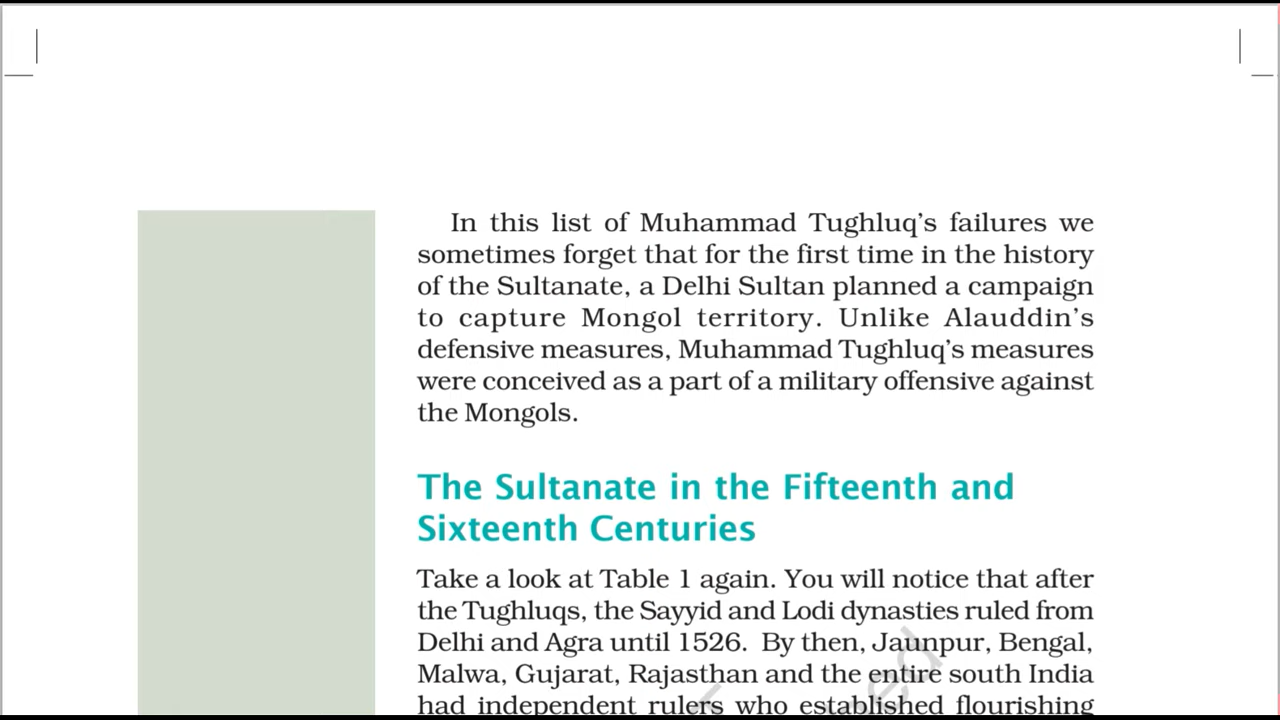 In this list of Muhammad Tughluq’s failures we
sometimes forget that for the first time in the history
of the Sultanate, a Delhi Sultan planned a campaign
to capture Mongol territory. Unlike Alauddin’s
defensive measures, Muhammad Tughluq’s measures
were conceived as a part of a military offensive against
the Mongols.
The Sultanate in the Fifteenth and
Sixteenth Centuries
Take a look at Table 1 again. You will notice that after
the Tughluqs, the Sayyid and Lodi dynasties ruled from
Delhi and Agra until 1526. By then, Jaunpur, Bengal,
Malwa, Gujarat, Rajasthan and the entire south India
had independent rulers who established flourishing